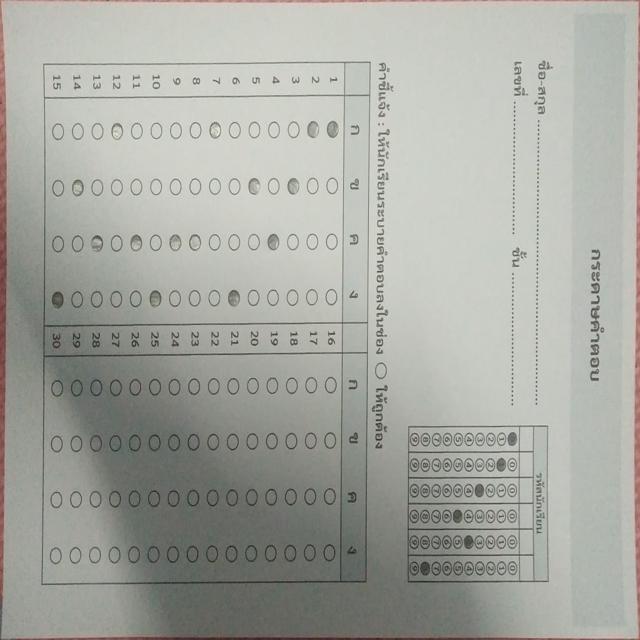 กระดาษคำตอบ
ชื่อ-สกุล ........................................................................
เลขที่ .................................. ชั้น ..................................
รหัสนักเรียน
0 0 0 0 0
1 1 1 1 1
2 2 2 2 2 2
3 3 3 3 3
4 4 4 4 4
5 5 5 5 5
6 6 6 6 6 6
7 7 7 7 7 7
8 8 8 8 8
9 9 9 9 9 9
คำชี้แจ้ง : ให้นักเรียนระบายคำตอบลงในช่อง ◯ ให้ถูกต้อง
ก ข ค ง ก ข ค ง
1 16
2 17
3 18
4 19
5 20
6 21
7 22
8 23
9 24
10 25
11 26
12 27
13 28
14 29
15 30